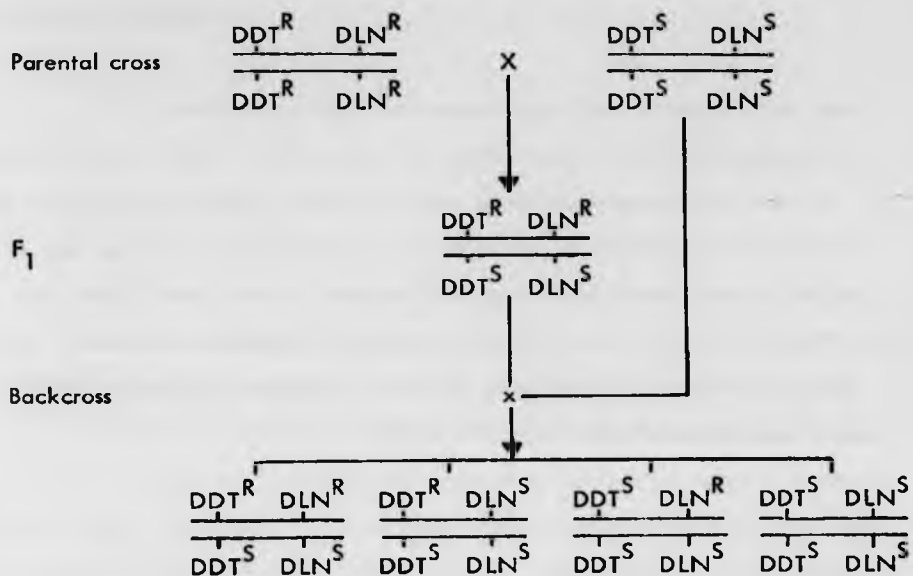 DDT^R DLN^R DDT^S DLN^S
Parental cross x
DDT^R DLN^R DDT^S DLN^S
DDT^R DLN^R
F_1
DDT^S DLN^S
Backcross x
DDT^R DLN^R DDT^R DLN^S DDT^S DLN^R DDT^S DLN^S
DDT^S DLN^S DDT^S DLN^S DDT^S DLN^S DDT^S DLN^S